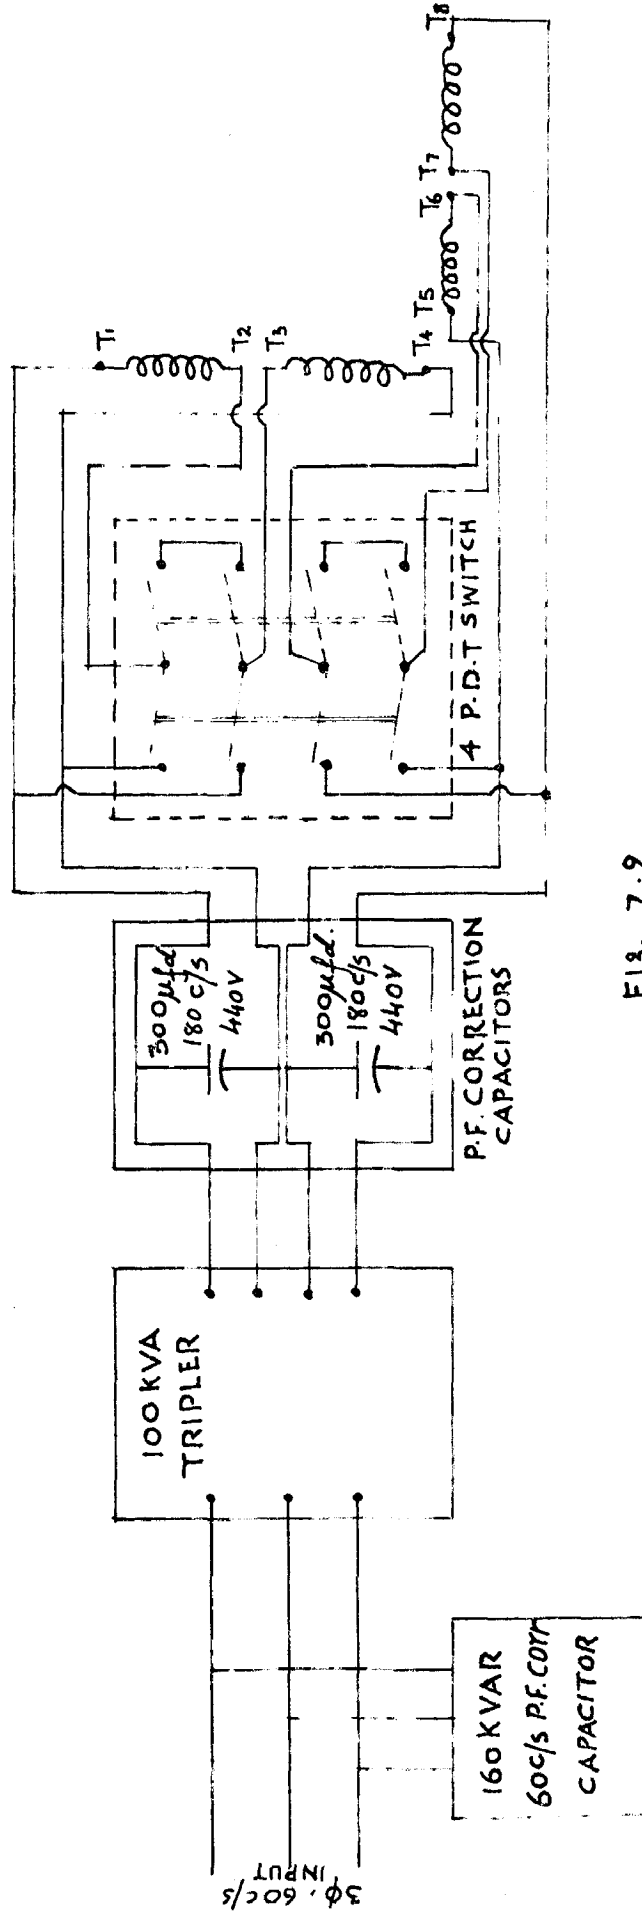 3φ, 60C/S
INPUT
160 KVAR
60C/S P.F. Corr
CAPACITOR
100 KVA
TRIPLER
300μfd.
180 C/S
440V
300μfd.
180C/S
440V
P.F. CORRECTION
CAPACITORS
4 P.D.T SWITCH
T1
T2
T3
T4
T5
T6
T7
T8
FIG. 7.9